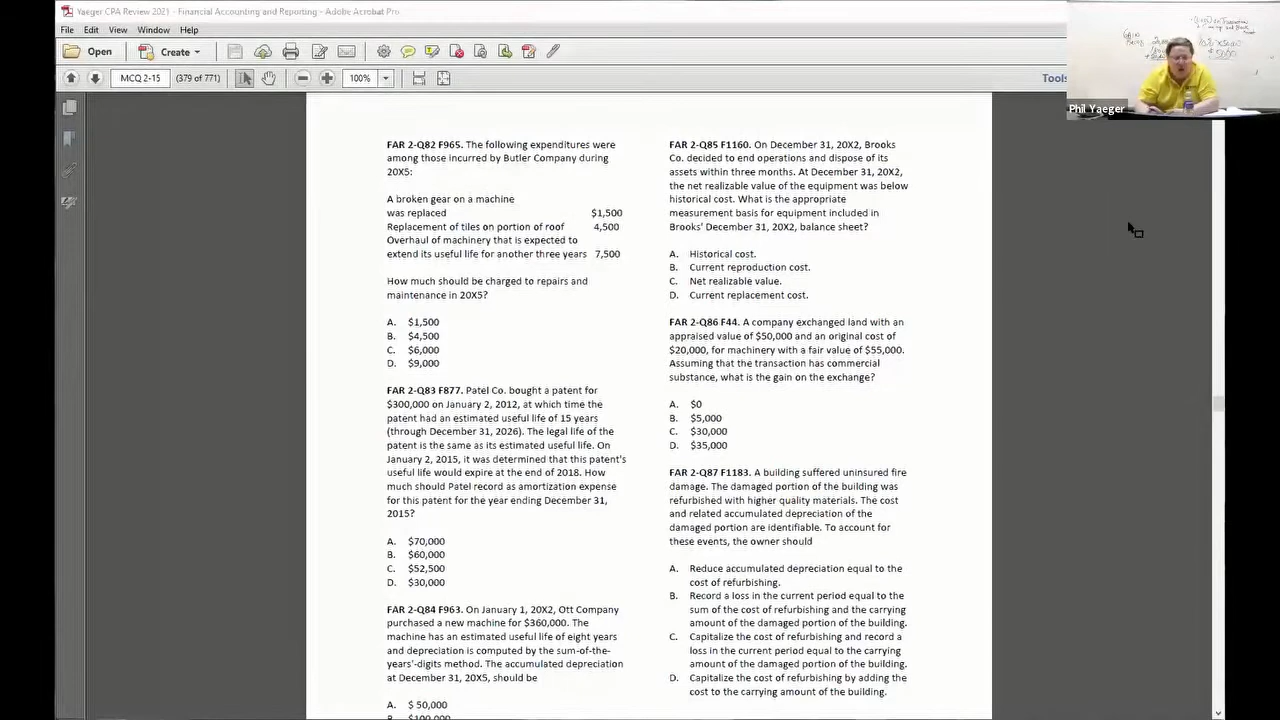 Yaeger CPA Review 2021 - Financial Accounting and Reporting - Adobe Acrobat Pro
File Edit View Window Help
Open Create
MCQ 2-15 (379 of 771) 100% Tools
Phil Yaeger
FAR 2-Q82 F965. The following expenditures were
among those incurred by Butler Company during
20X5:
A broken gear on a machine
was replaced $1,500
Replacement of tiles on portion of roof 4,500
Overhaul of machinery that is expected to
extend its useful life for another three years 7,500
How much should be charged to repairs and
maintenance in 20X5?
A. $1,500
B. $4,500
C. $6,000
D. $9,000
FAR 2-Q83 F877. Patel Co. bought a patent for
$300,000 on January 2, 2012, at which time the
patent had an estimated useful life of 15 years
(through December 31, 2026). The legal life of the
patent is the same as its estimated useful life. On
January 2, 2015, it was determined that this patent's
useful life would expire at the end of 2018. How
much should Patel record as amortization expense
for this patent for the year ending December 31,
2015?
A. $70,000
B. $60,000
C. $52,500
D. $30,000
FAR 2-Q84 F963. On January 1, 20X2, Ott Company
purchased a new machine for $360,000. The
machine has an estimated useful life of eight years
and depreciation is computed by the sum-of-the-
years'-digits method. The accumulated depreciation
at December 31, 20X5, should be
A. $ 50,000
B. $100,000
FAR 2-Q85 F1160. On December 31, 20X2, Brooks
Co. decided to end operations and dispose of its
assets within three months. At December 31, 20X2,
the net realizable value of the equipment was below
historical cost. What is the appropriate
measurement basis for equipment included in
Brooks' December 31, 20X2, balance sheet?
A. Historical cost.
B. Current reproduction cost.
C. Net realizable value.
D. Current replacement cost.
FAR 2-Q86 F44. A company exchanged land with an
appraised value of $50,000 and an original cost of
$20,000, for machinery with a fair value of $55,000.
Assuming that the transaction has commercial
substance, what is the gain on the exchange?
A. $0
B. $5,000
C. $30,000
D. $35,000
FAR 2-Q87 F1183. A building suffered uninsured fire
damage. The damaged portion of the building was
refurbished with higher quality materials. The cost
and related accumulated depreciation of the
damaged portion are identifiable. To account for
these events, the owner should
A. Reduce accumulated depreciation equal to the
cost of refurbishing.
B. Record a loss in the current period equal to the
sum of the cost of refurbishing and the carrying
amount of the damaged portion of the building.
C. Capitalize the cost of refurbishing and record a
loss in the current period equal to the carrying
amount of the damaged portion of the building.
D. Capitalize the cost of refurbishing by adding the
cost to the carrying amount of the building.